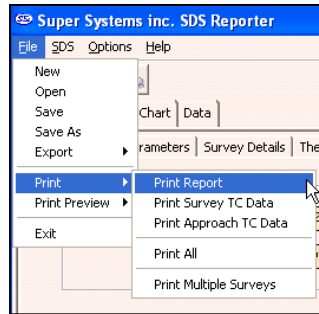 Super Systems inc. SDS Reporter
File SDS Options Help
New
Open
Save
Save As
Export
Print
Print Preview
Exit
Chart Data
rameters Survey Details The
Print Report
Print Survey TC Data
Print Approach TC Data
Print All
Print Multiple Surveys